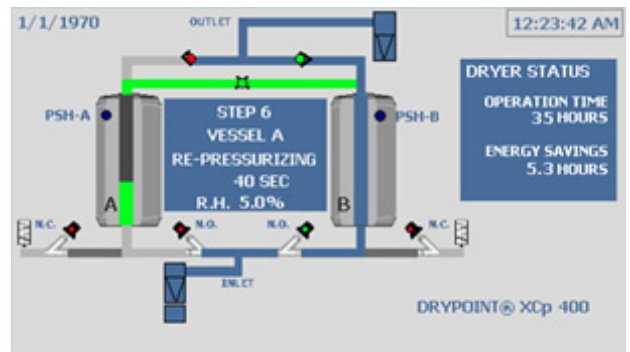 1/1/1970
OUTLET
12:23:42 AM
DRYER STATUS
OPERATION TIME
35 HOURS
ENERGY SAVINGS
5.3 HOURS
PSH-A
PSH-B
STEP 6
VESSEL A
RE-PRESSURIZING
40 SEC
R.H. 5.0%
A
B
N.C.
N.O.
N.O.
N.C.
INLET
DRYPOINT® XCp 400